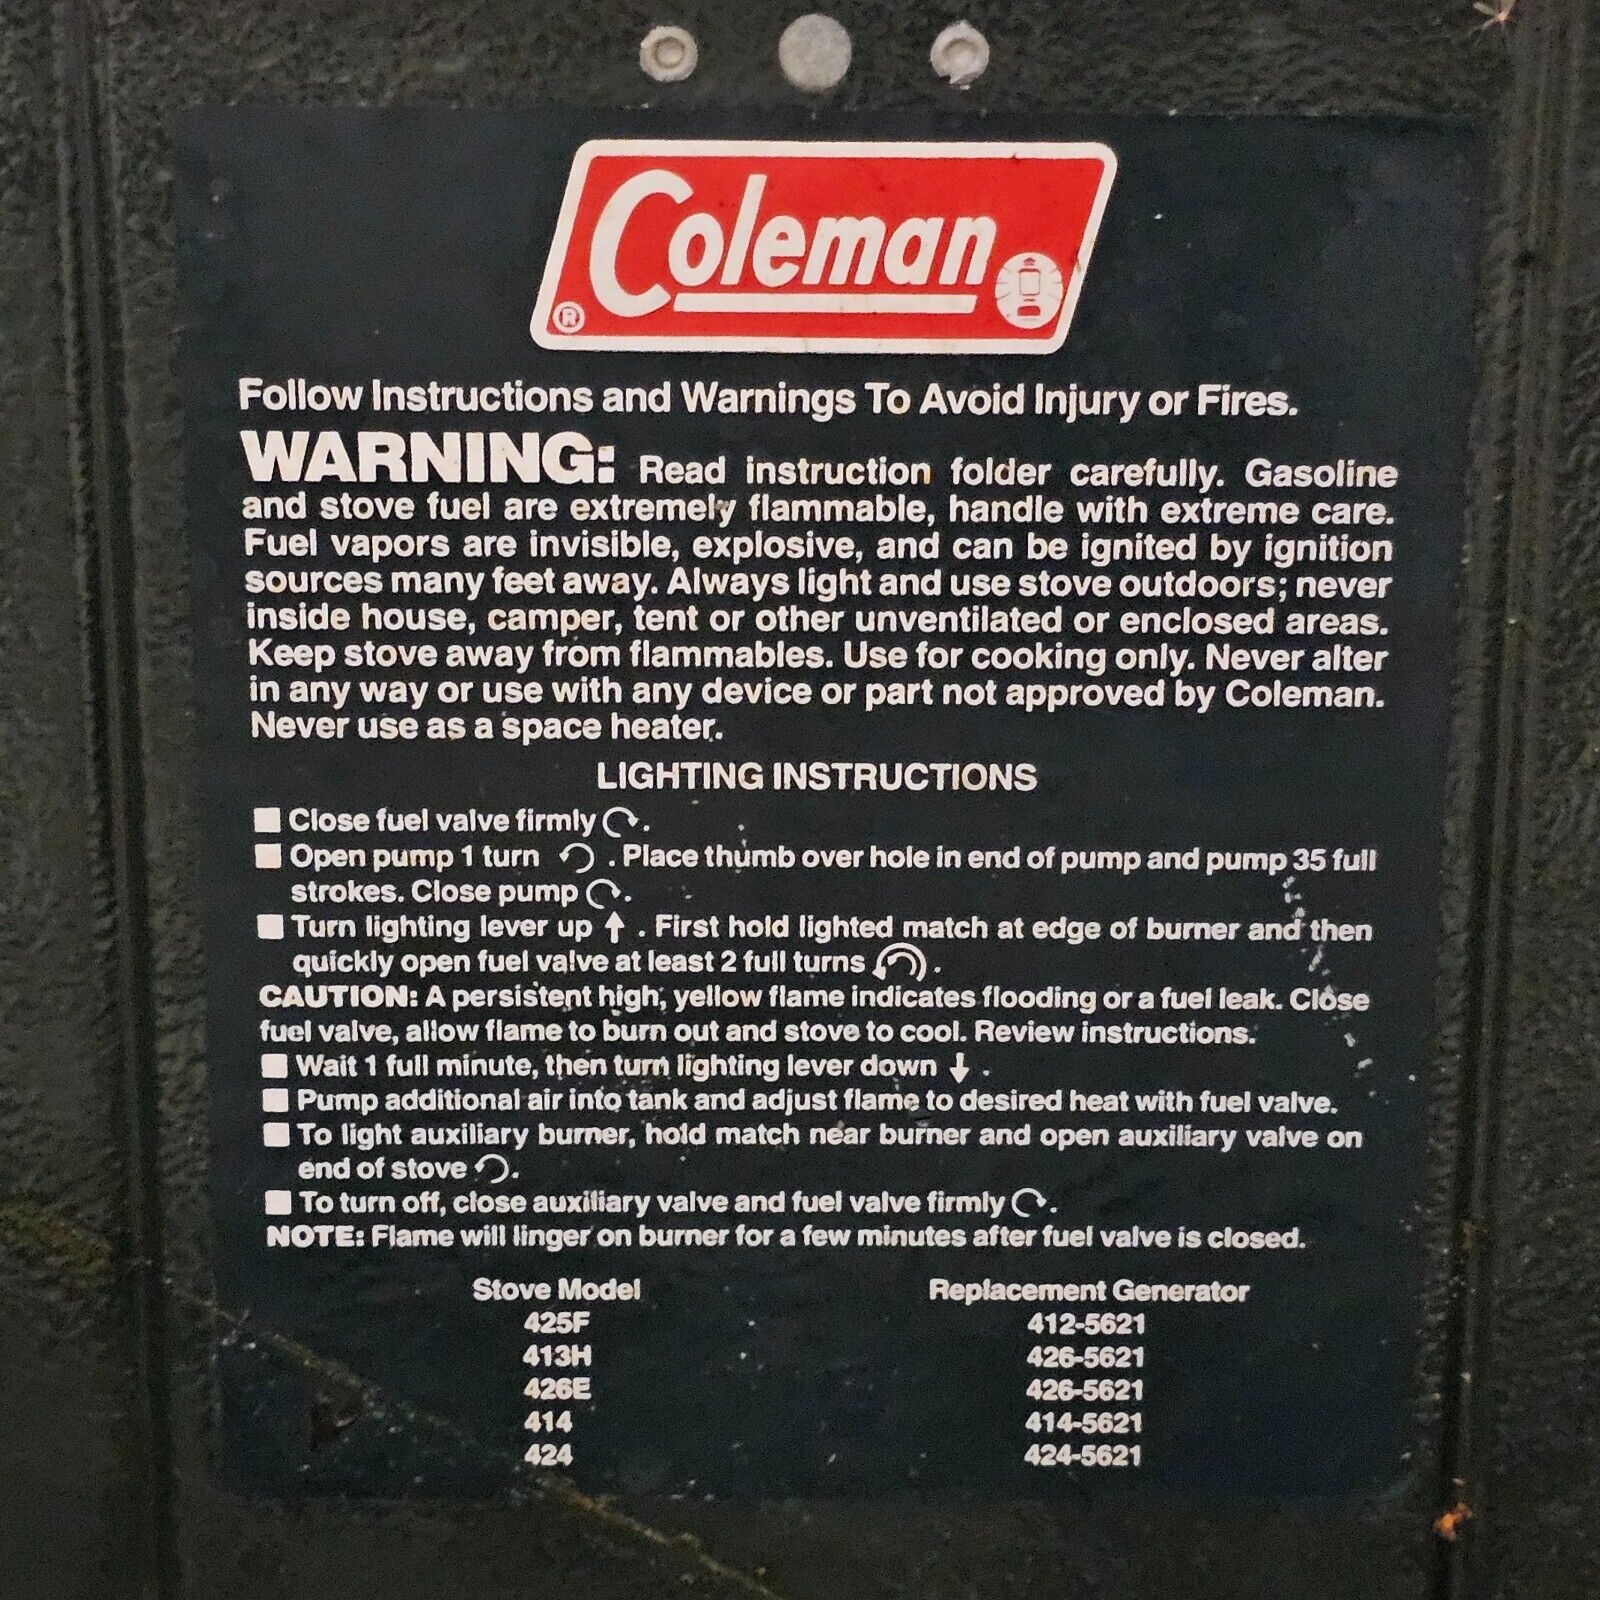 Coleman
®
Follow Instructions and Warnings To Avoid Injury or Fires.
WARNING: Read instruction folder carefully. Gasoline
and stove fuel are extremely flammable, handle with extreme care.
Fuel vapors are invisible, explosive, and can be ignited by ignition
sources many feet away. Always light and use stove outdoors; never
inside house, camper, tent or other unventilated or enclosed areas.
Keep stove away from flammables. Use for cooking only. Never alter
in any way or use with any device or part not approved by Coleman.
Never use as a space heater.
LIGHTING INSTRUCTIONS
■ Close fuel valve firmly ↷.
■ Open pump 1 turn ↶. Place thumb over hole in end of pump and pump 35 full
strokes. Close pump ↷.
■ Turn lighting lever up ↑. First hold lighted match at edge of burner and then
quickly open fuel valve at least 2 full turns ↶.
CAUTION: A persistent high, yellow flame indicates flooding or a fuel leak. Close
fuel valve, allow flame to burn out and stove to cool. Review instructions.
■ Wait 1 full minute, then turn lighting lever down ↓.
■ Pump additional air into tank and adjust flame to desired heat with fuel valve.
■ To light auxiliary burner, hold match near burner and open auxiliary valve on
end of stove ↶.
■ To turn off, close auxiliary valve and fuel valve firmly ↷.
NOTE: Flame will linger on burner for a few minutes after fuel valve is closed.
Stove Model Replacement Generator
425F 412-5621
413H 426-5621
426E 426-5621
414 414-5621
424 424-5621